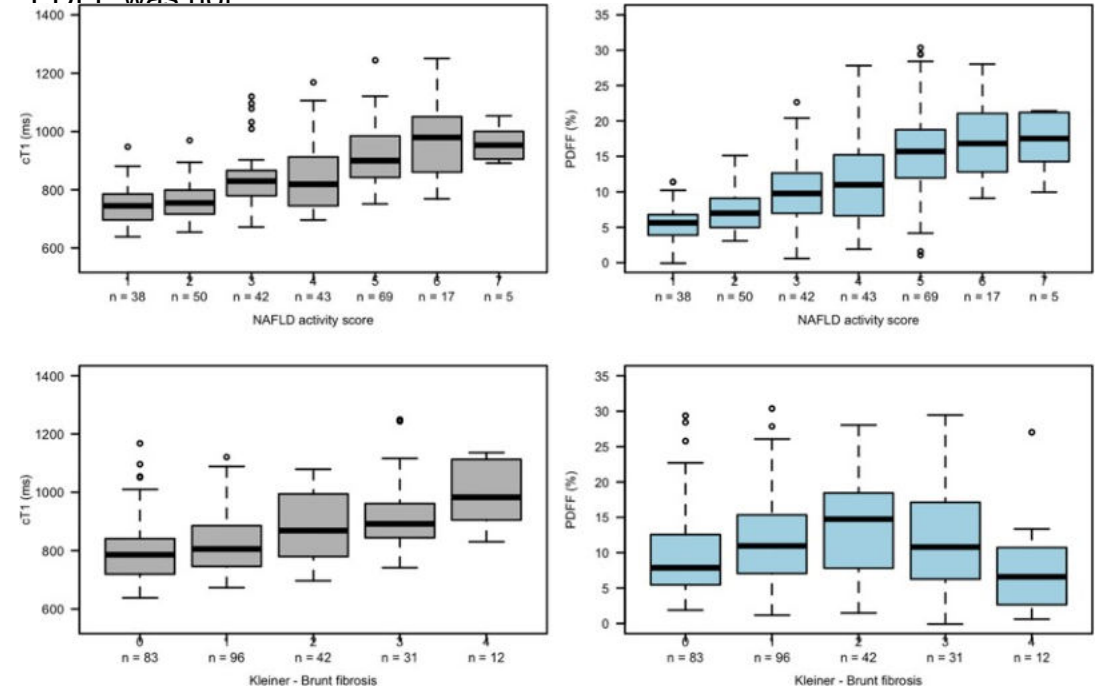 was not
1400
1200
1000
800
600
cT1 (ms)
1 2 3 4 5 6 7
n = 38 n = 50 n = 42 n = 43 n = 69 n = 17 n = 5
NAFLD activity score
35
30
25
20
15
10
5
0
PDFF (%)
1 2 3 4 5 6 7
n = 38 n = 50 n = 42 n = 43 n = 69 n = 17 n = 5
NAFLD activity score
1400
1200
1000
800
600
cT1 (ms)
0 1 2 3 4
n = 83 n = 96 n = 42 n = 31 n = 12
Kleiner - Brunt fibrosis
35
30
25
20
15
10
5
0
PDFF (%)
0 1 2 3 4
n = 83 n = 96 n = 42 n = 31 n = 12
Kleiner - Brunt fibrosis